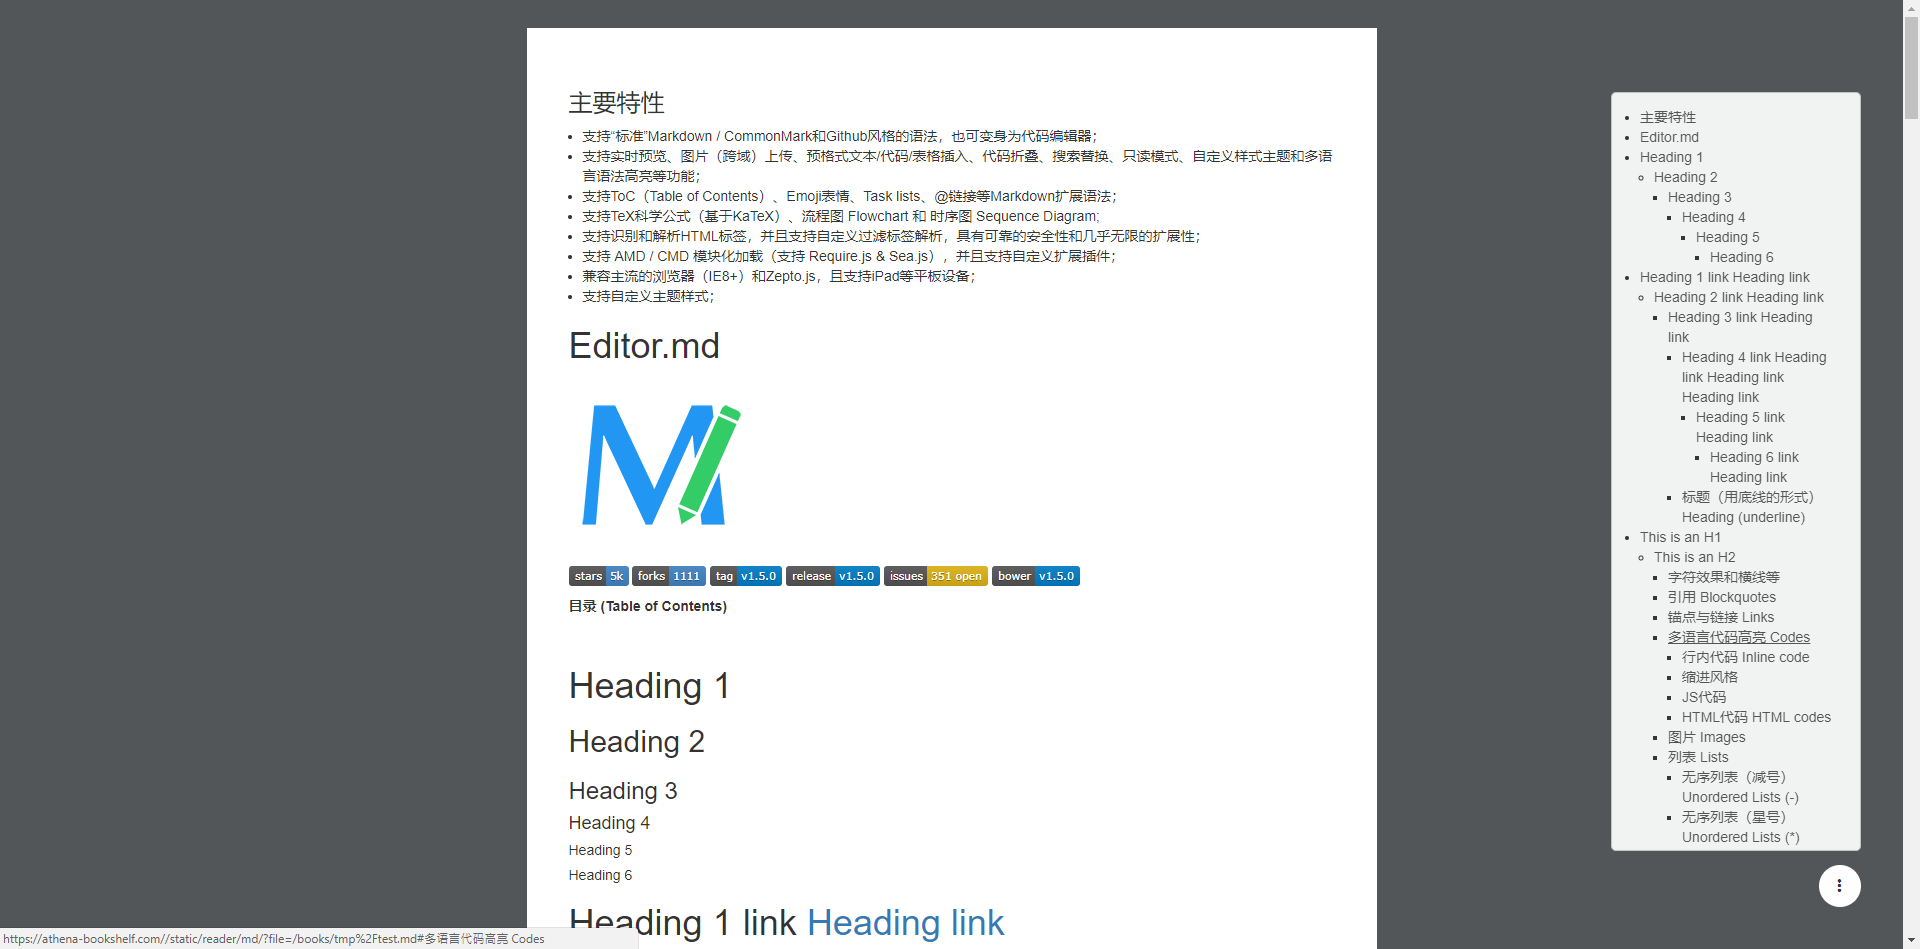 主要特性
支持“标准”Markdown / CommonMark和Github风格的语法，也可变身为代码编辑器；
支持实时预览、图片（跨域）上传、预格式文本/代码/表格插入、代码折叠、搜索替换、只读模式、自定义样式主题和多语
言语法高亮等功能；
支持ToC（Table of Contents）、Emoji表情、Task lists、@链接等Markdown扩展语法；
支持TeX科学公式（基于KaTeX）、流程图 Flowchart 和 时序图 Sequence Diagram;
支持识别和解析HTML标签，并且支持自定义过滤标签解析，具有可靠的安全性和几乎无限的扩展性；
支持 AMD / CMD 模块化加载（支持 Require.js & Sea.js），并且支持自定义扩展插件；
兼容主流的浏览器（IE8+）和Zepto.js，且支持iPad等平板设备；
支持自定义主题样式；
Editor.md
stars 5k forks 1111 tag v1.5.0 release v1.5.0 issues 351 open bower v1.5.0
目录 (Table of Contents)
Heading 1
Heading 2
Heading 3
Heading 4
Heading 5
Heading 6
Heading 1 link Heading link
主要特性
Editor.md
Heading 1
Heading 2
Heading 3
Heading 4
Heading 5
Heading 6
Heading 1 link Heading link
Heading 2 link Heading link
Heading 3 link Heading
link
Heading 4 link Heading
link Heading link
Heading link
Heading 5 link
Heading link
Heading 6 link
Heading link
标题（用底线的形式）
Heading (underline)
This is an H1
This is an H2
字符效果和横线等
引用 Blockquotes
锚点与链接 Links
多语言代码高亮 Codes
行内代码 Inline code
缩进风格
JS代码
HTML代码 HTML codes
图片 Images
列表 Lists
无序列表（减号）
Unordered Lists (-)
无序列表（星号）
Unordered Lists (*)
https://athena-bookshelf.com//static/reader/md/?file=/books/tmp%2Ftest.md#多语言代码高亮 Codes